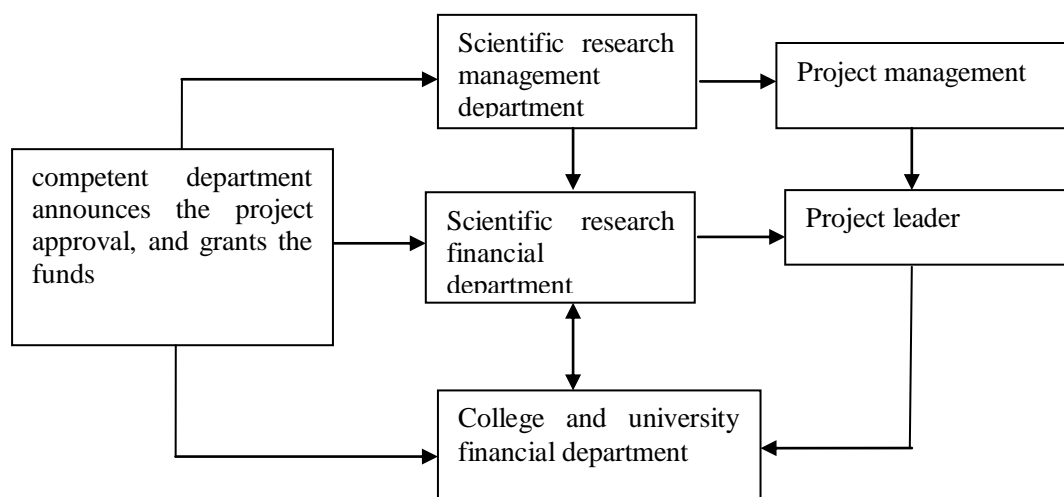 Scientific research
management
department
Project management
competent department
announces the project
approval, and grants the
funds
Scientific research
financial
department
Project leader
College and university
financial department